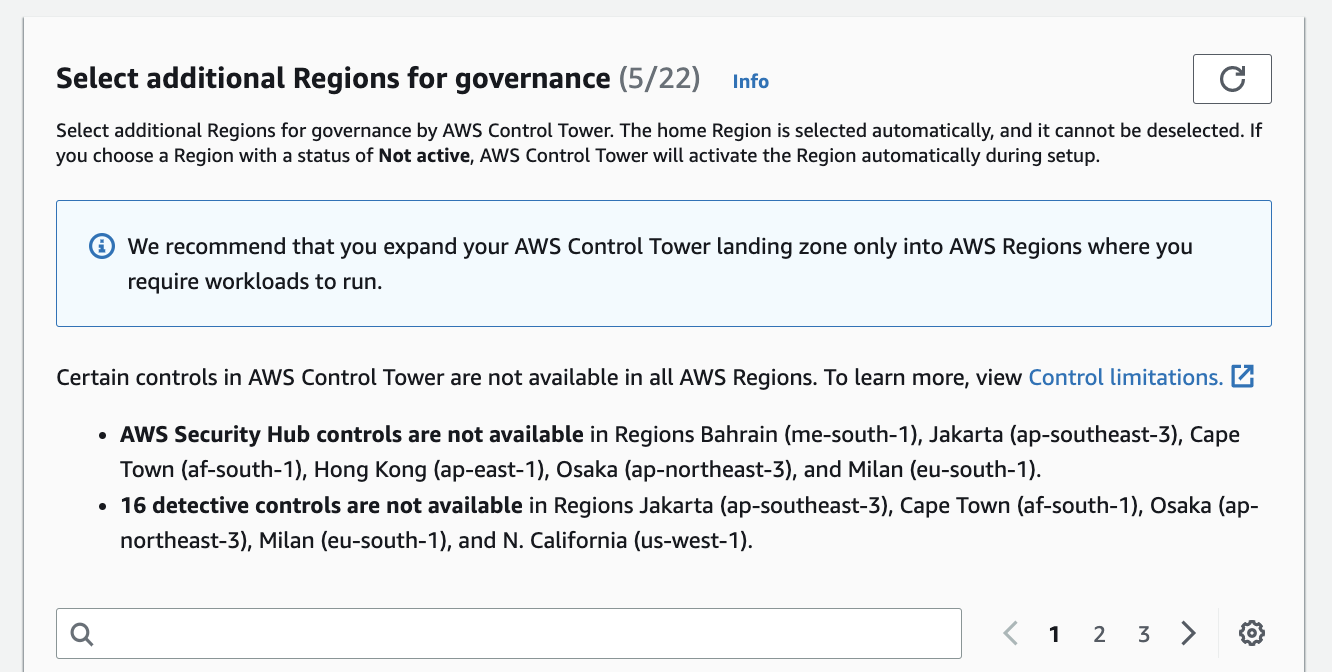 Select additional Regions for governance (5/22) Info
Select additional Regions for governance by AWS Control Tower. The home Region is selected automatically, and it cannot be deselected. If
you choose a Region with a status of Not active, AWS Control Tower will activate the Region automatically during setup.
We recommend that you expand your AWS Control Tower landing zone only into AWS Regions where you
require workloads to run.
Certain controls in AWS Control Tower are not available in all AWS Regions. To learn more, view Control limitations.
• AWS Security Hub controls are not available in Regions Bahrain (me-south-1), Jakarta (ap-southeast-3), Cape
Town (af-south-1), Hong Kong (ap-east-1), Osaka (ap-northeast-3), and Milan (eu-south-1).
• 16 detective controls are not available in Regions Jakarta (ap-southeast-3), Cape Town (af-south-1), Osaka (ap-
northeast-3), Milan (eu-south-1), and N. California (us-west-1).
1 2 3